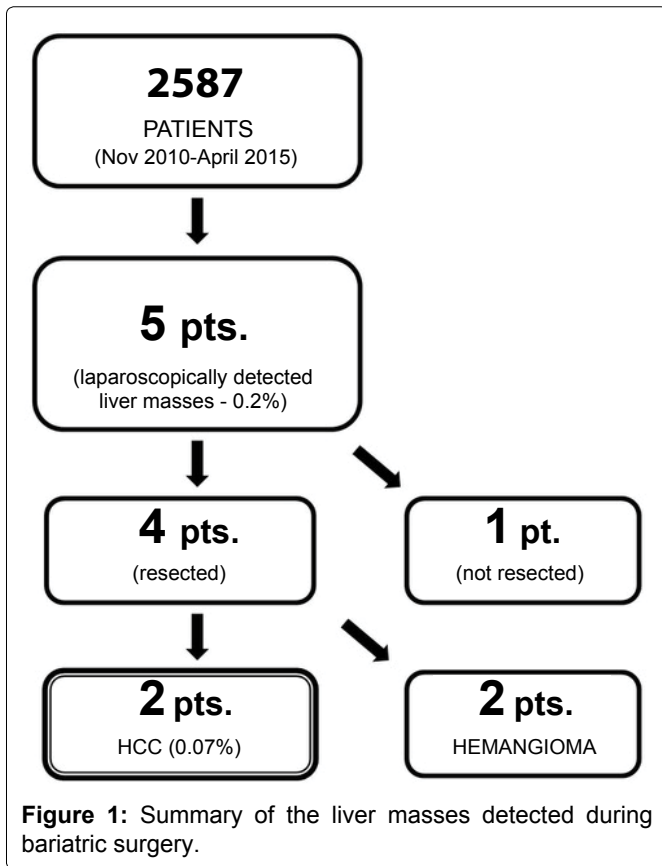 2587
PATIENTS
(Nov 2010-April 2015)
5 pts.
(laparoscopically detected
liver masses - 0.2%)
4 pts.
(resected)
1 pt.
(not resected)
2 pts.
HCC (0.07%)
2 pts.
HEMANGIOMA
Figure 1: Summary of the liver masses detected during
bariatric surgery.